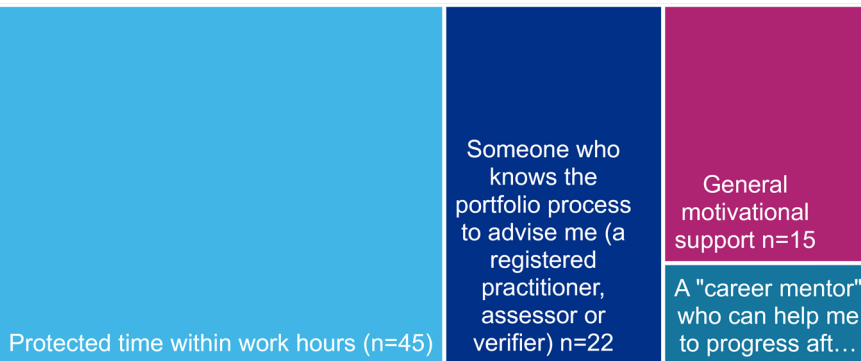 Protected time within work hours (n=45)
Someone who
knows the
portfolio process
to advise me (a
registered
practitioner,
assessor or
verifier) n=22
General
motivational
support n=15
A "career mentor"
who can help me
to progress aft...